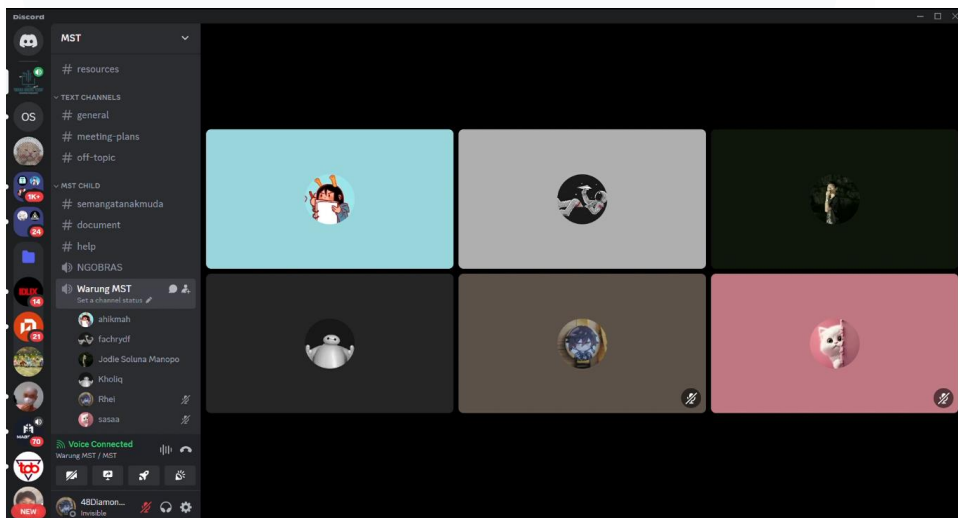 Discord
MST
# resources
TEXT CHANNELS
# general
# meeting-plans
# off-topic
MST CHILD
# semangatanakmuda
# document
# help
NGOBRAS
Warung MST
Set a channel status
ahikmah
fachrydf
Jodie Soluna Manopo
Kholiq
Rhei
sasaa
Voice Connected
Warung MST / MST
48Diamon...
Invisible
OS
1K+
24
14
21
70
NEW